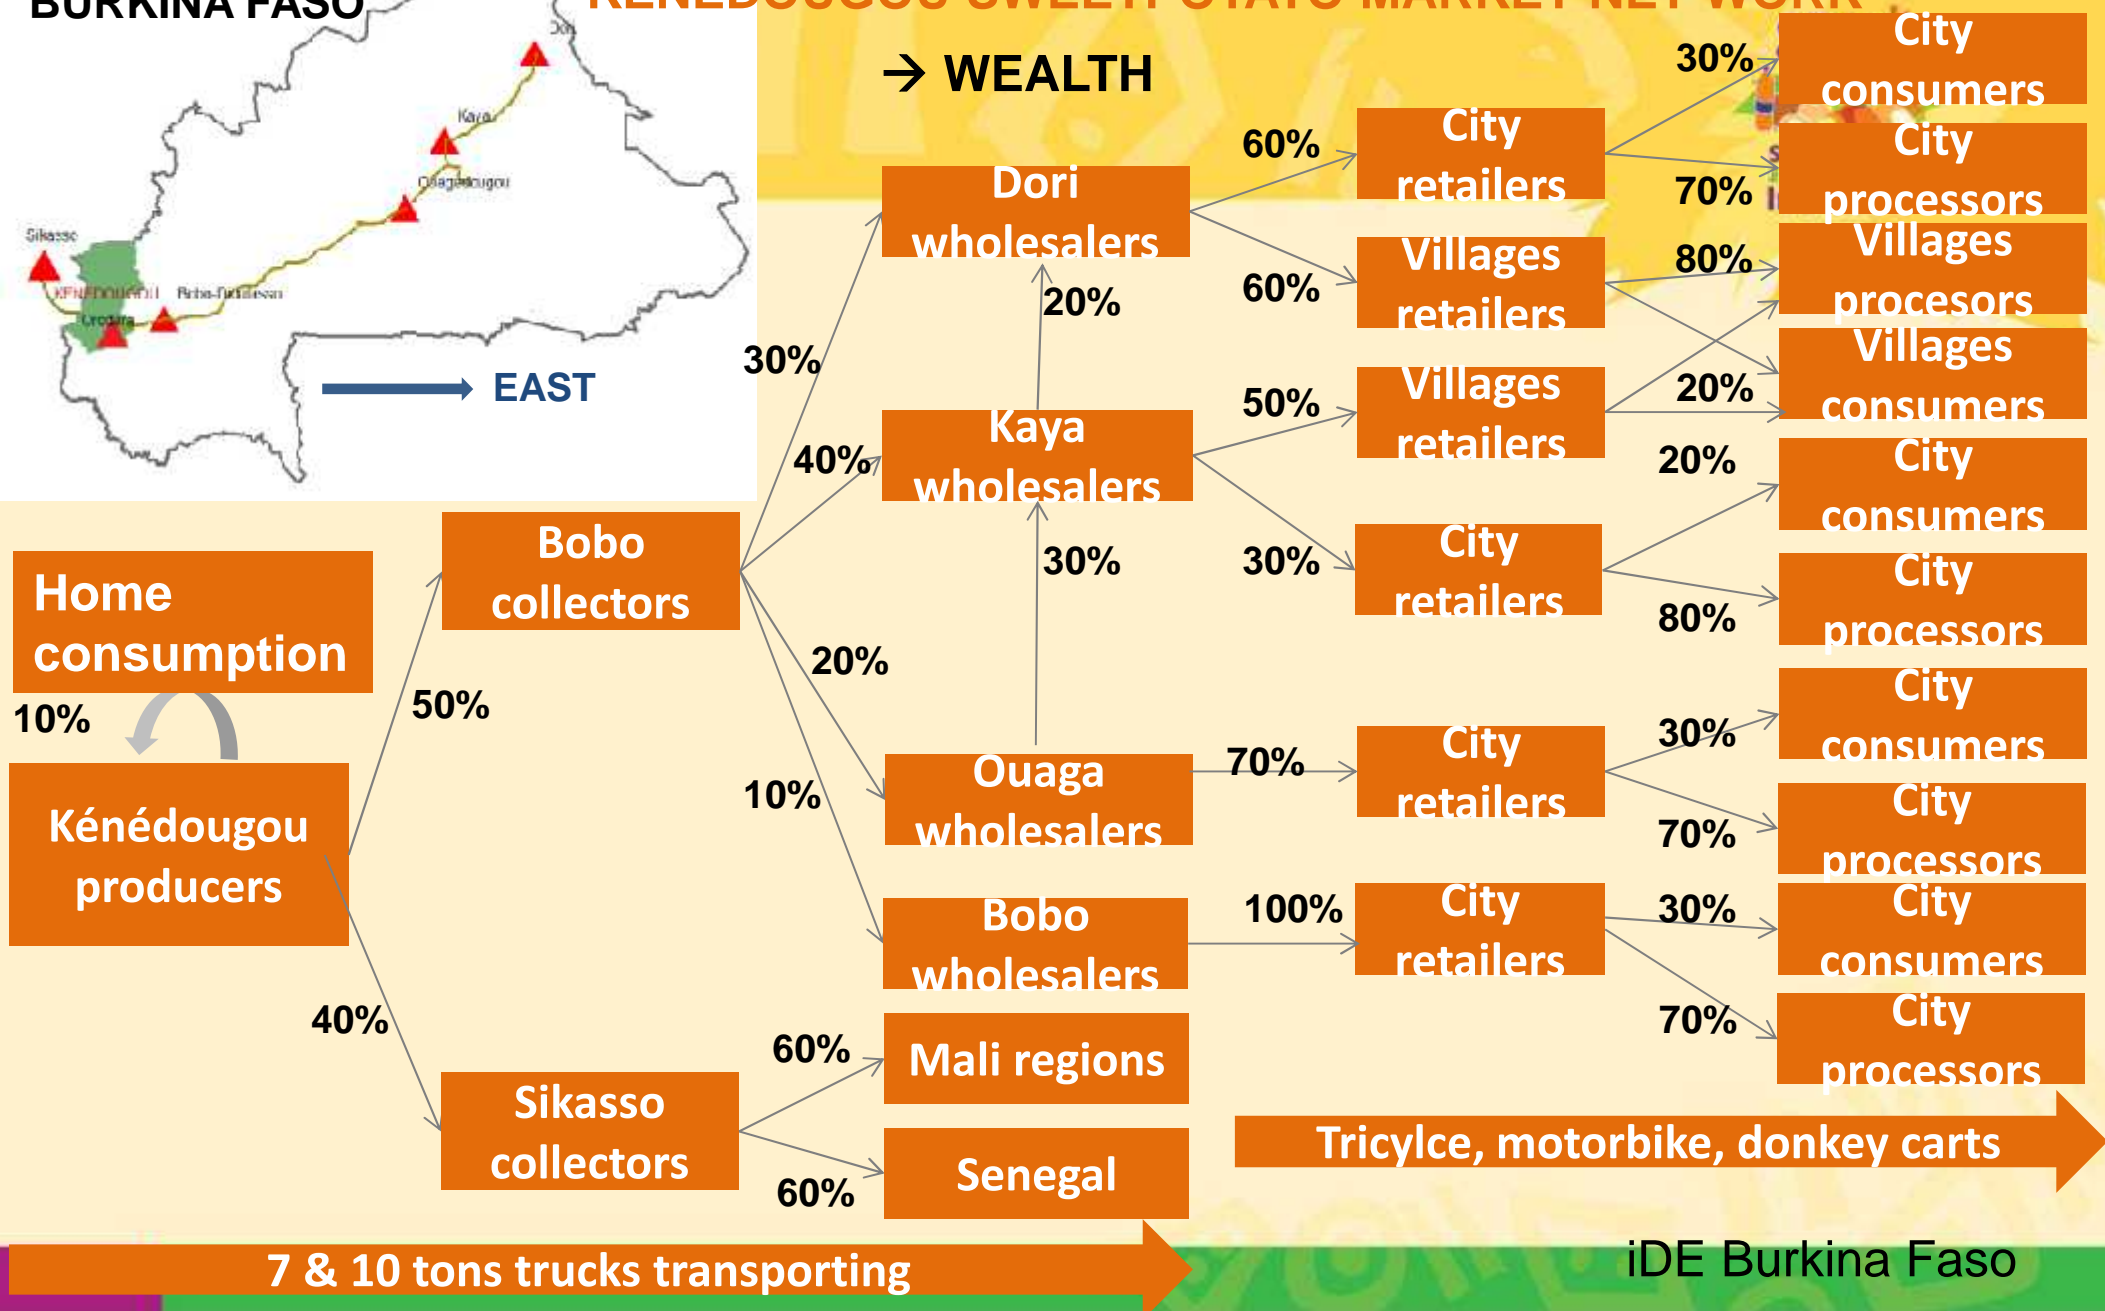 BURKINA FASO
KENEDOUGOU SWEETPOTATO MARKET NETWORK
→ WEALTH
Dori
Kaya
Ouagadougou
Sikasso
KENEDOUGOU
Bobo-Dioulasso
Orodara
EAST
Home
consumption
10%
Kénédougou
producers
50%
40%
Bobo
collectors
Sikasso
collectors
30%
40%
20%
10%
60%
60%
Dori
wholesalers
20%
Kaya
wholesalers
30%
Ouaga
wholesalers
Bobo
wholesalers
Mali regions
Senegal
60%
60%
50%
30%
70%
100%
City
retailers
Villages
retailers
Villages
retailers
City
retailers
City
retailers
City
retailers
30%
70%
80%
20%
20%
80%
30%
70%
30%
70%
City
consumers
City
processors
Villages
procesors
Villages
consumers
City
consumers
City
processors
City
consumers
City
processors
City
consumers
City
processors
Tricylce, motorbike, donkey carts
7 & 10 tons trucks transporting
iDE Burkina Faso